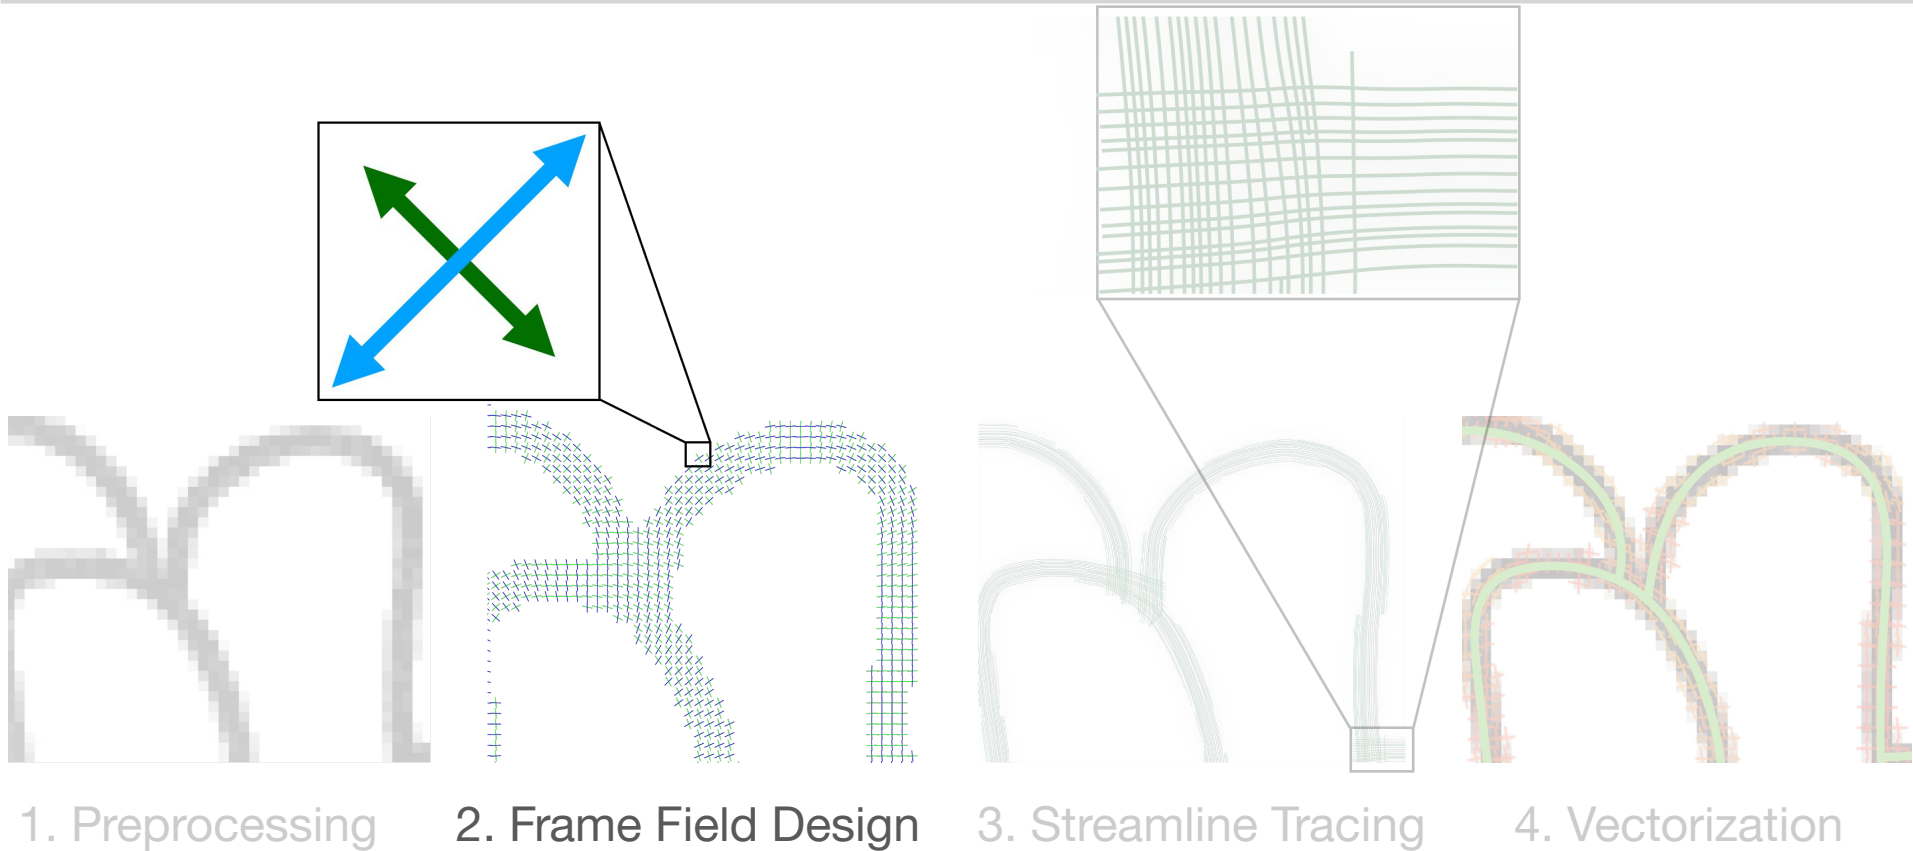 1. Preprocessing
2. Frame Field Design
3. Streamline Tracing
4. Vectorization